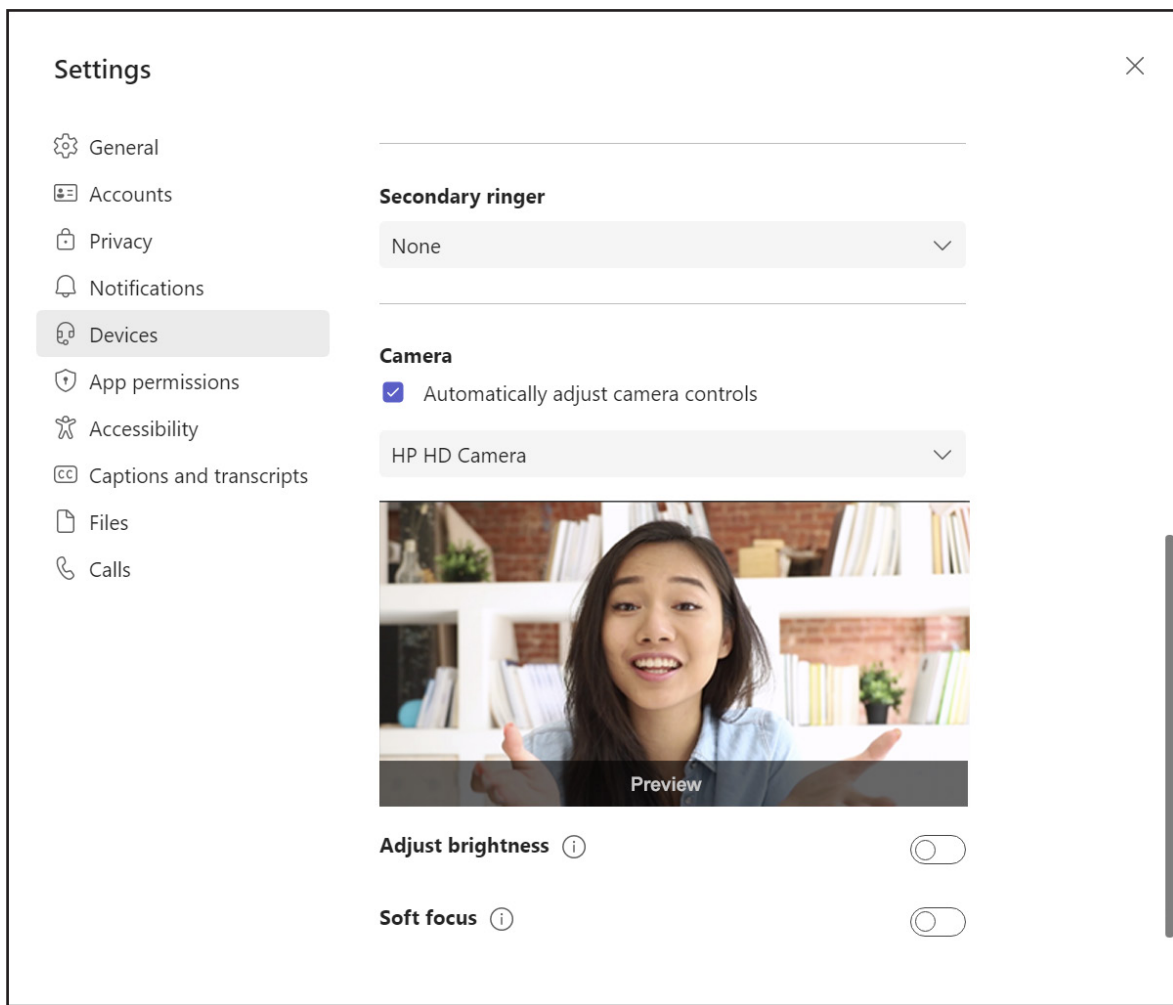 Settings
General
Accounts
Privacy
Notifications
Devices
App permissions
Accessibility
CC Captions and transcripts
Files
Calls
Secondary ringer
None
Camera
Automatically adjust camera controls
HP HD Camera
Preview
Adjust brightness
Soft focus